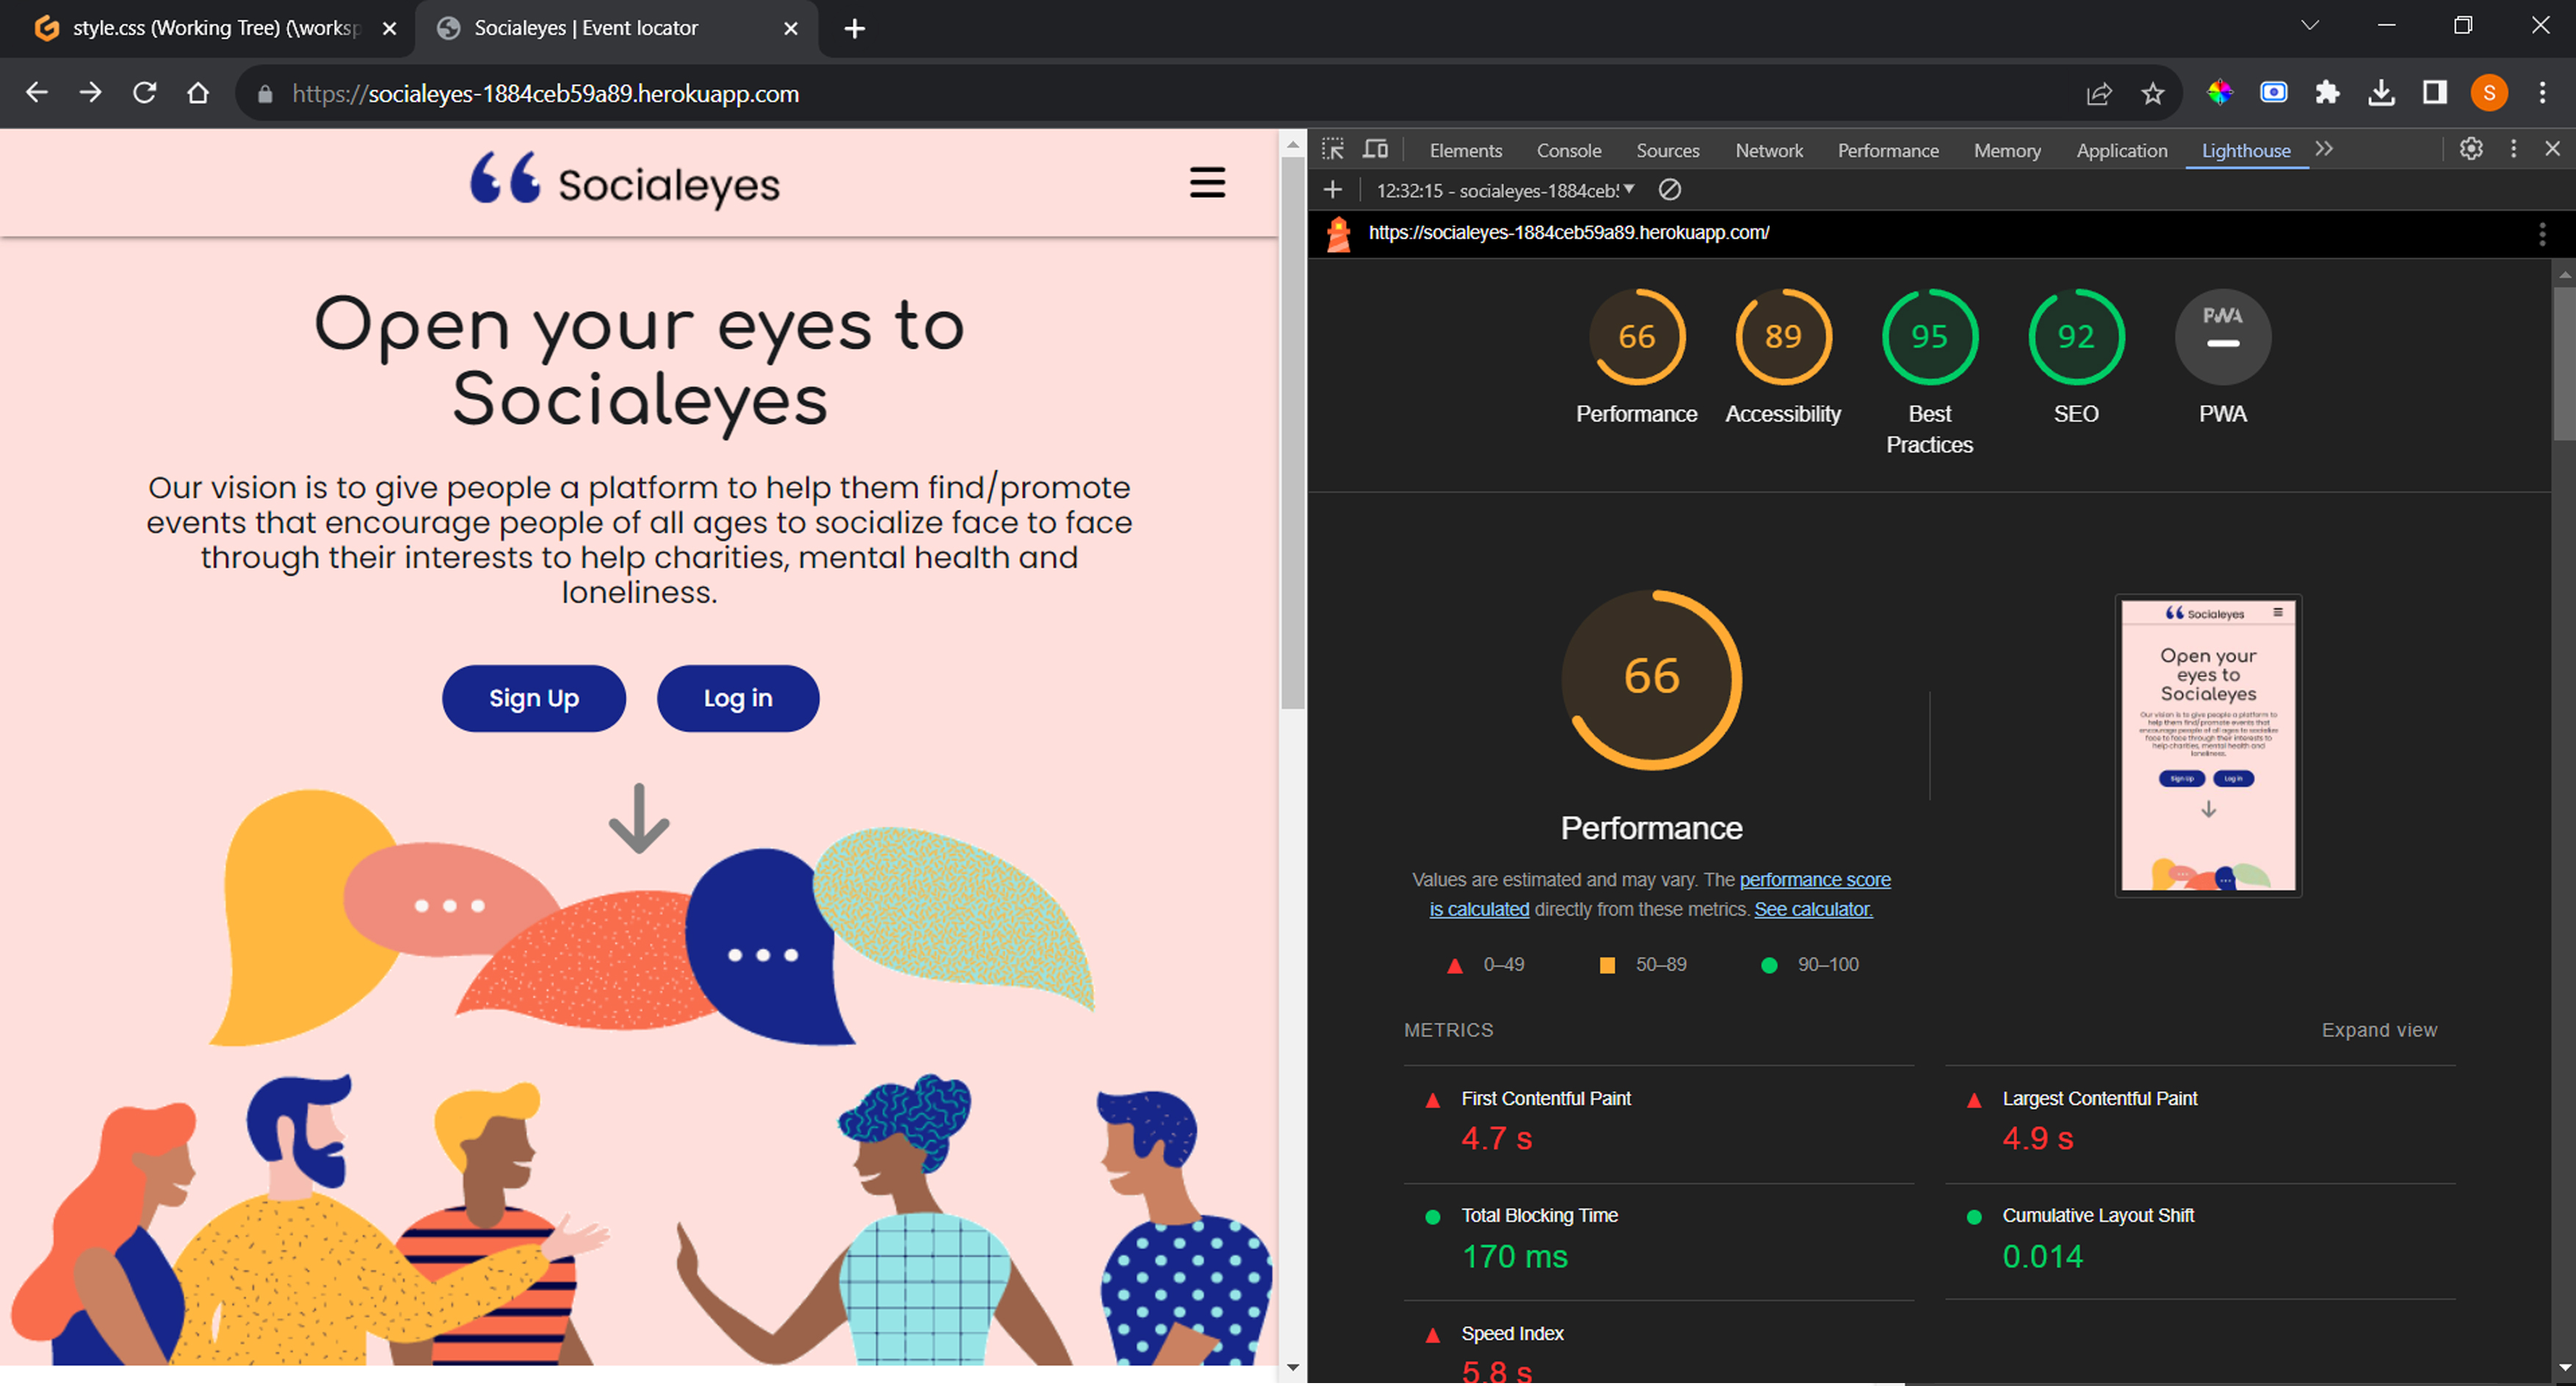 style.css (Working Tree) (\worksp
Socialeyes | Event locator
https://socialeyes-1884ceb59a89.herokuapp.com
S
Socialeyes
Open your eyes to
Socialeyes
Our vision is to give people a platform to help them find/promote
events that encourage people of all ages to socialize face to face
through their interests to help charities, mental health and
loneliness.
Sign Up
Log in
Elements
Console
Sources
Network
Performance
Memory
Application
Lighthouse
12:32:15 - socialeyes-1884ceb!
https://socialeyes-1884ceb59a89.herokuapp.com/
66
89
95
92
PWA
Performance
Accessibility
Best
Practices
SEO
PWA
66
Performance
Values are estimated and may vary. The performance score
is calculated directly from these metrics. See calculator.
0–49
50–89
90–100
Socialeyes
Open your
eyes to
Socialeyes
Our vision is to give people a platform to
help them find/promote events that
encourage people of all ages to socialize
face to face through their interests to
help charities, mental health and
loneliness.
Sign Up
Log in
METRICS
Expand view
First Contentful Paint
4.7 s
Largest Contentful Paint
4.9 s
Total Blocking Time
170 ms
Cumulative Layout Shift
0.014
Speed Index
5.8 s